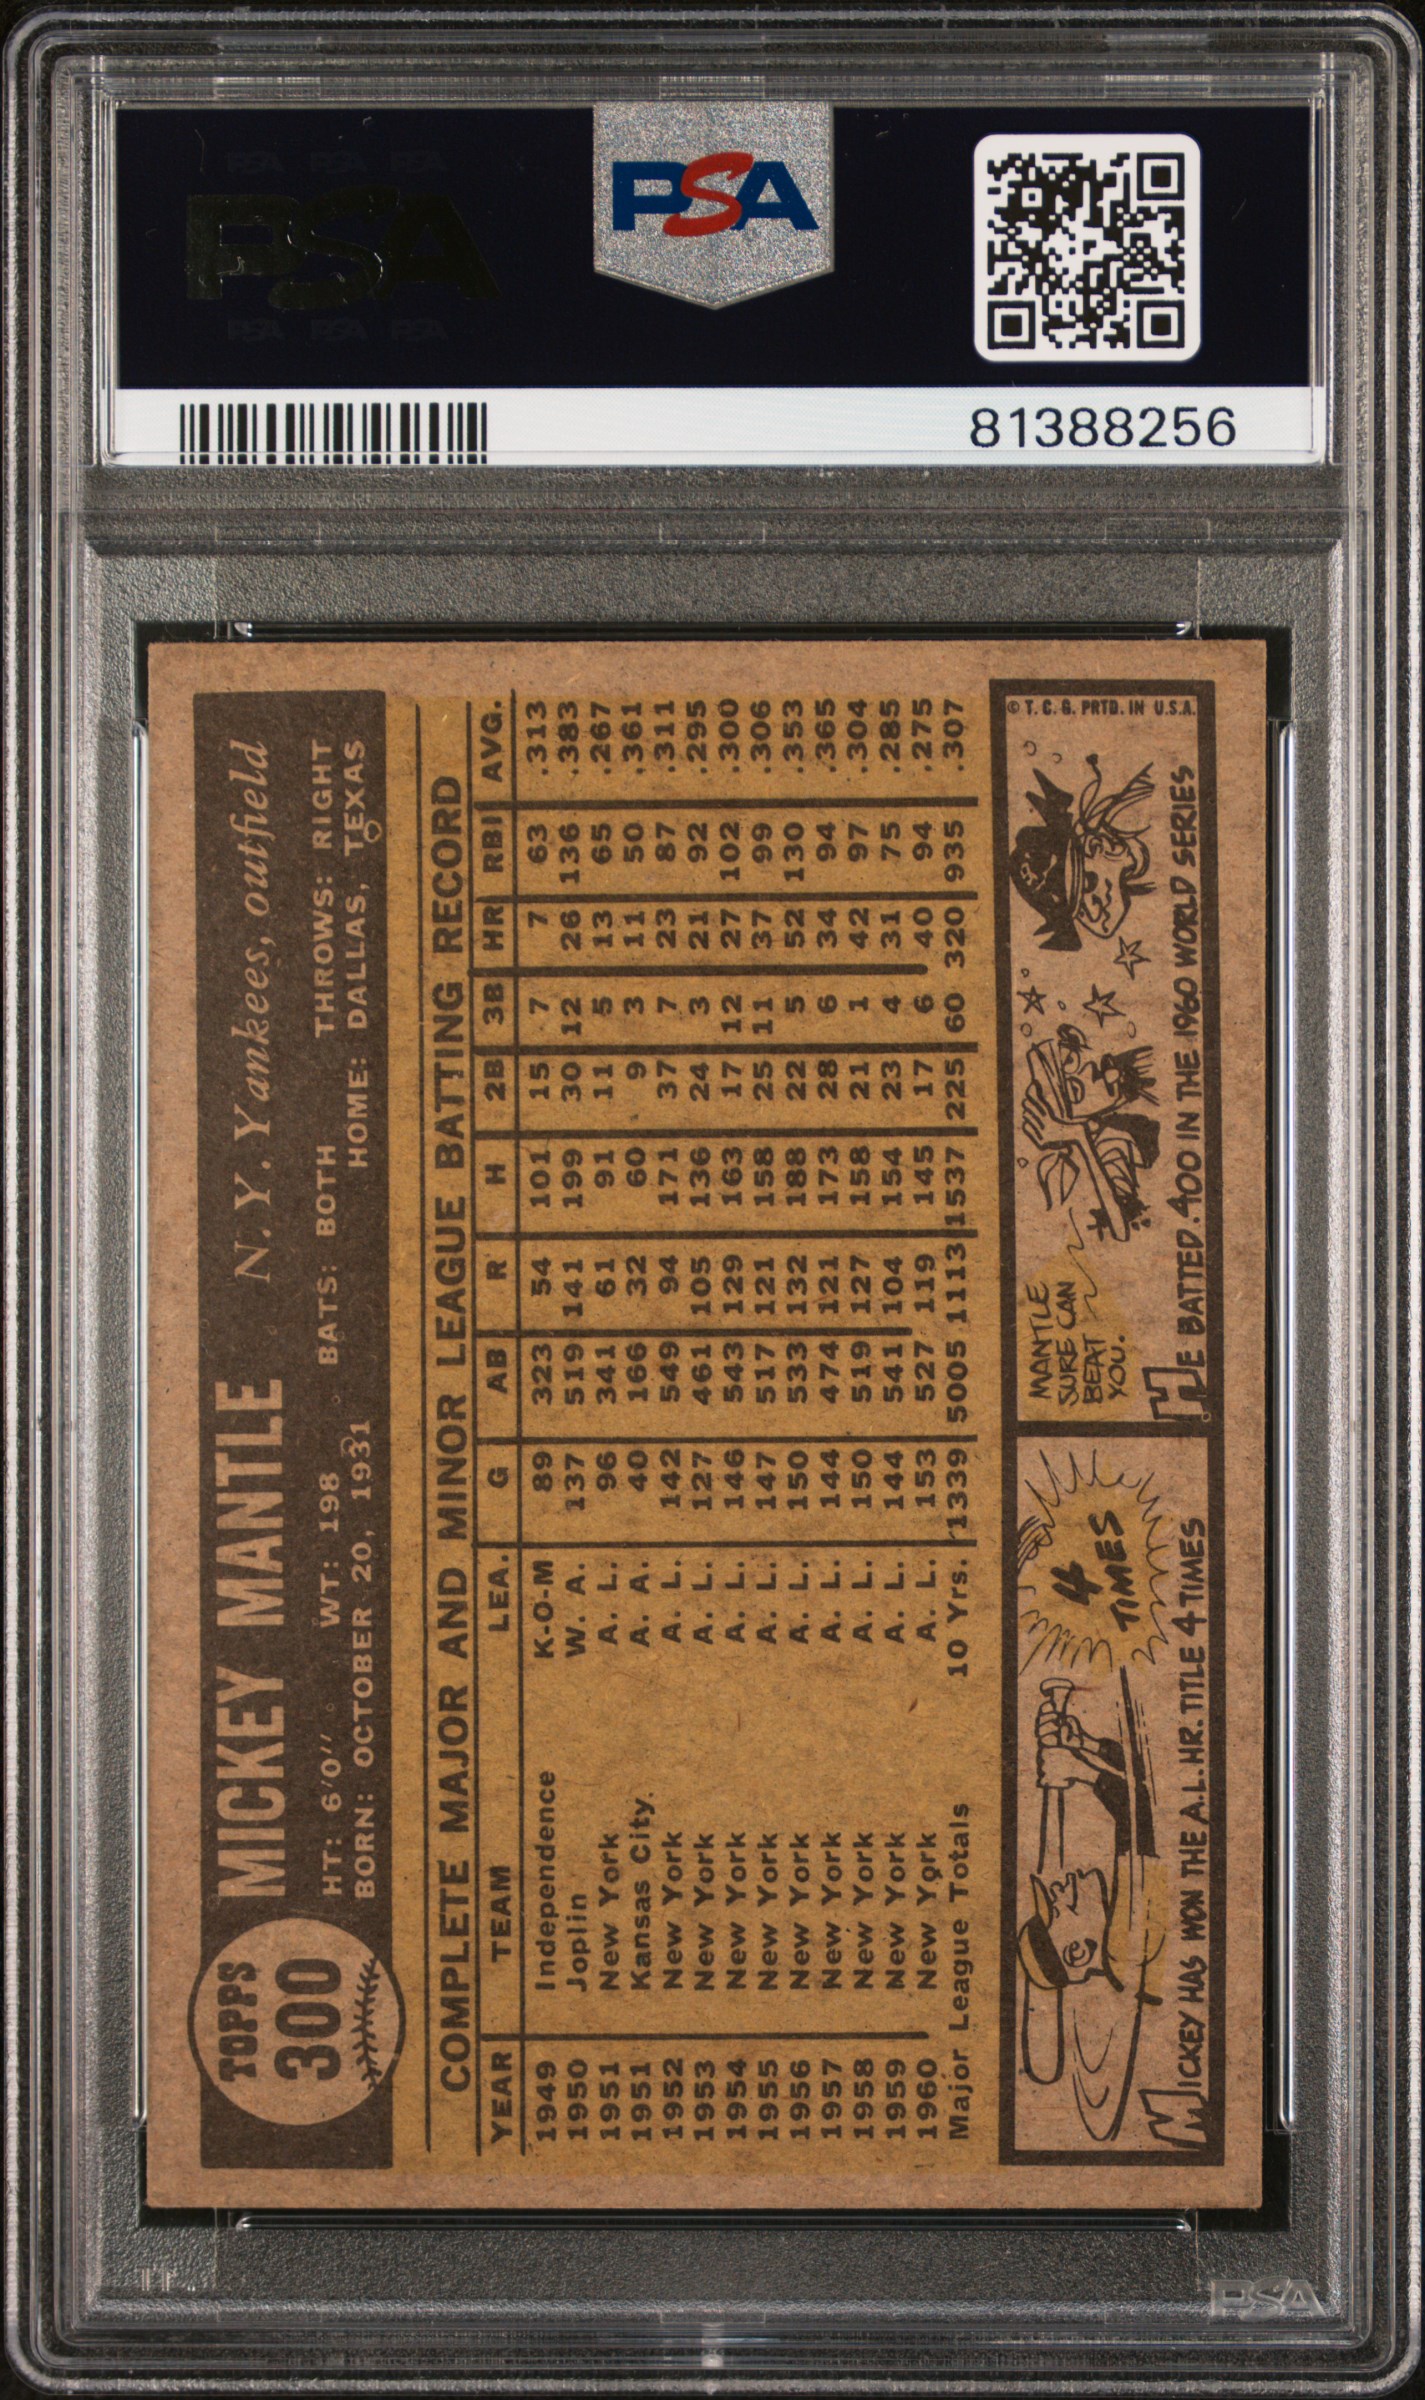 PSA PSA PSA
PSA
PSA PSA PSA
PSA
81388256
TOPPS
300
MICKEY MANTLE N. Y. Yankees, outfield
HT: 6'0" WT: 198 BATS: BOTH THROWS: RIGHT
BORN: OCTOBER 20, 1931 HOME: DALLAS, TEXAS
COMPLETE MAJOR AND MINOR LEAGUE BATTING RECORD
YEAR TEAM LEA. G AB R H 2B 3B HR RBI AVG.
1949 Independence K-O-M 89 323 54 101 15 7 7 63 .313
1950 Joplin W. A. 137 519 141 199 30 12 26 136 .383
1951 New York A. L. 96 341 61 91 11 5 13 65 .267
1951 Kansas City. A. A. 40 166 32 60 9 3 11 50 .361
1952 New York A. L. 142 549 94 171 37 7 23 87 .311
1953 New York A. L. 127 461 105 136 24 3 21 92 .295
1954 New York A. L. 146 543 129 163 17 12 27 102 .300
1955 New York A. L. 147 517 121 158 25 11 37 99 .306
1956 New York A. L. 150 533 132 188 22 5 52 130 .353
1957 New York A. L. 144 474 121 173 28 6 34 94 .365
1958 New York A. L. 150 519 127 158 21 1 42 97 .304
1959 New York A. L. 144 541 104 154 23 4 31 75 .285
1960 New York A. L. 153 527 119 145 17 6 40 94 .275
Major League Totals 10 Yrs. 1339 5005 1113 1537 225 60 320 935 .307
4
TIMES
MICKEY HAS WON THE A.L. HR. TITLE 4 TIMES
MANTLE
SURE CAN
BEAT
YOU.
HE BATTED .400 IN THE 1960 WORLD SERIES
© T. C. G. PRTD. IN U.S.A.
PSA